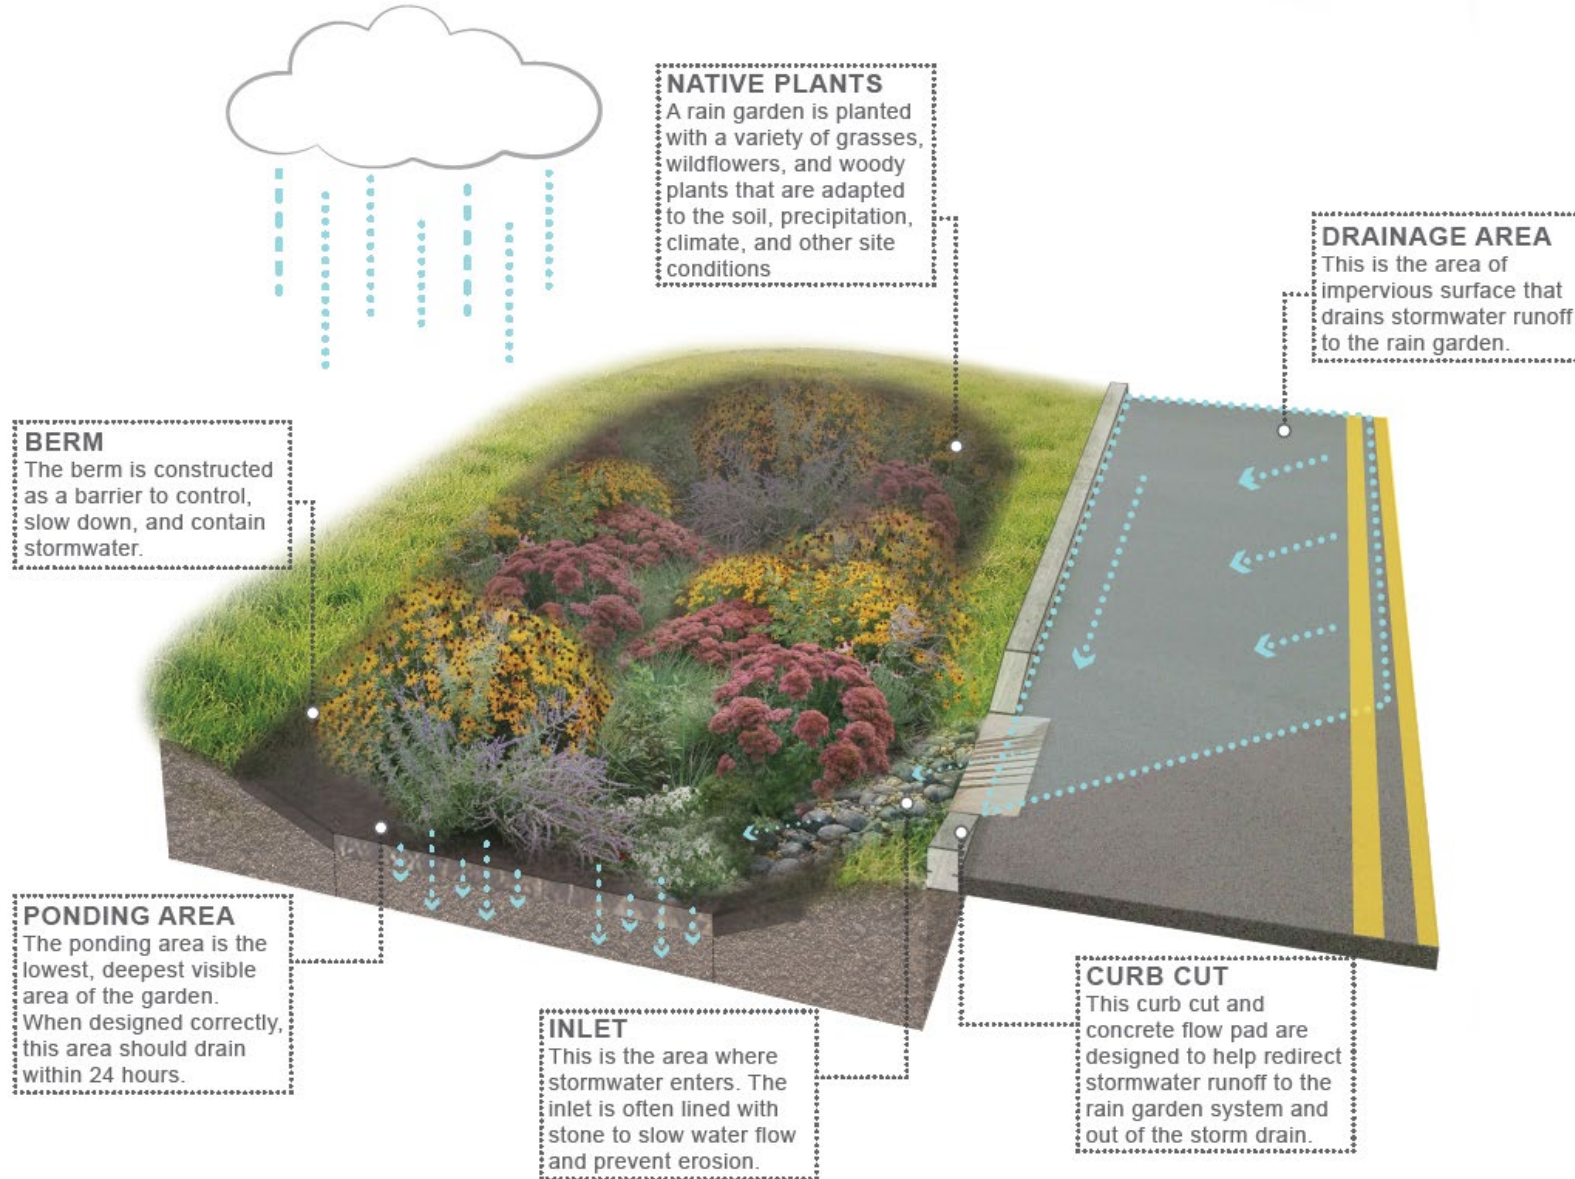 NATIVE PLANTS
A rain garden is planted
with a variety of grasses,
wildflowers, and woody
plants that are adapted
to the soil, precipitation,
climate, and other site
conditions
DRAINAGE AREA
This is the area of
impervious surface that
drains stormwater runoff
to the rain garden.
BERM
The berm is constructed
as a barrier to control,
slow down, and contain
stormwater.
PONDING AREA
The ponding area is the
lowest, deepest visible
area of the garden.
When designed correctly,
this area should drain
within 24 hours.
INLET
This is the area where
stormwater enters. The
inlet is often lined with
stone to slow water flow
and prevent erosion.
CURB CUT
This curb cut and
concrete flow pad are
designed to help redirect
stormwater runoff to the
rain garden system and
out of the storm drain.